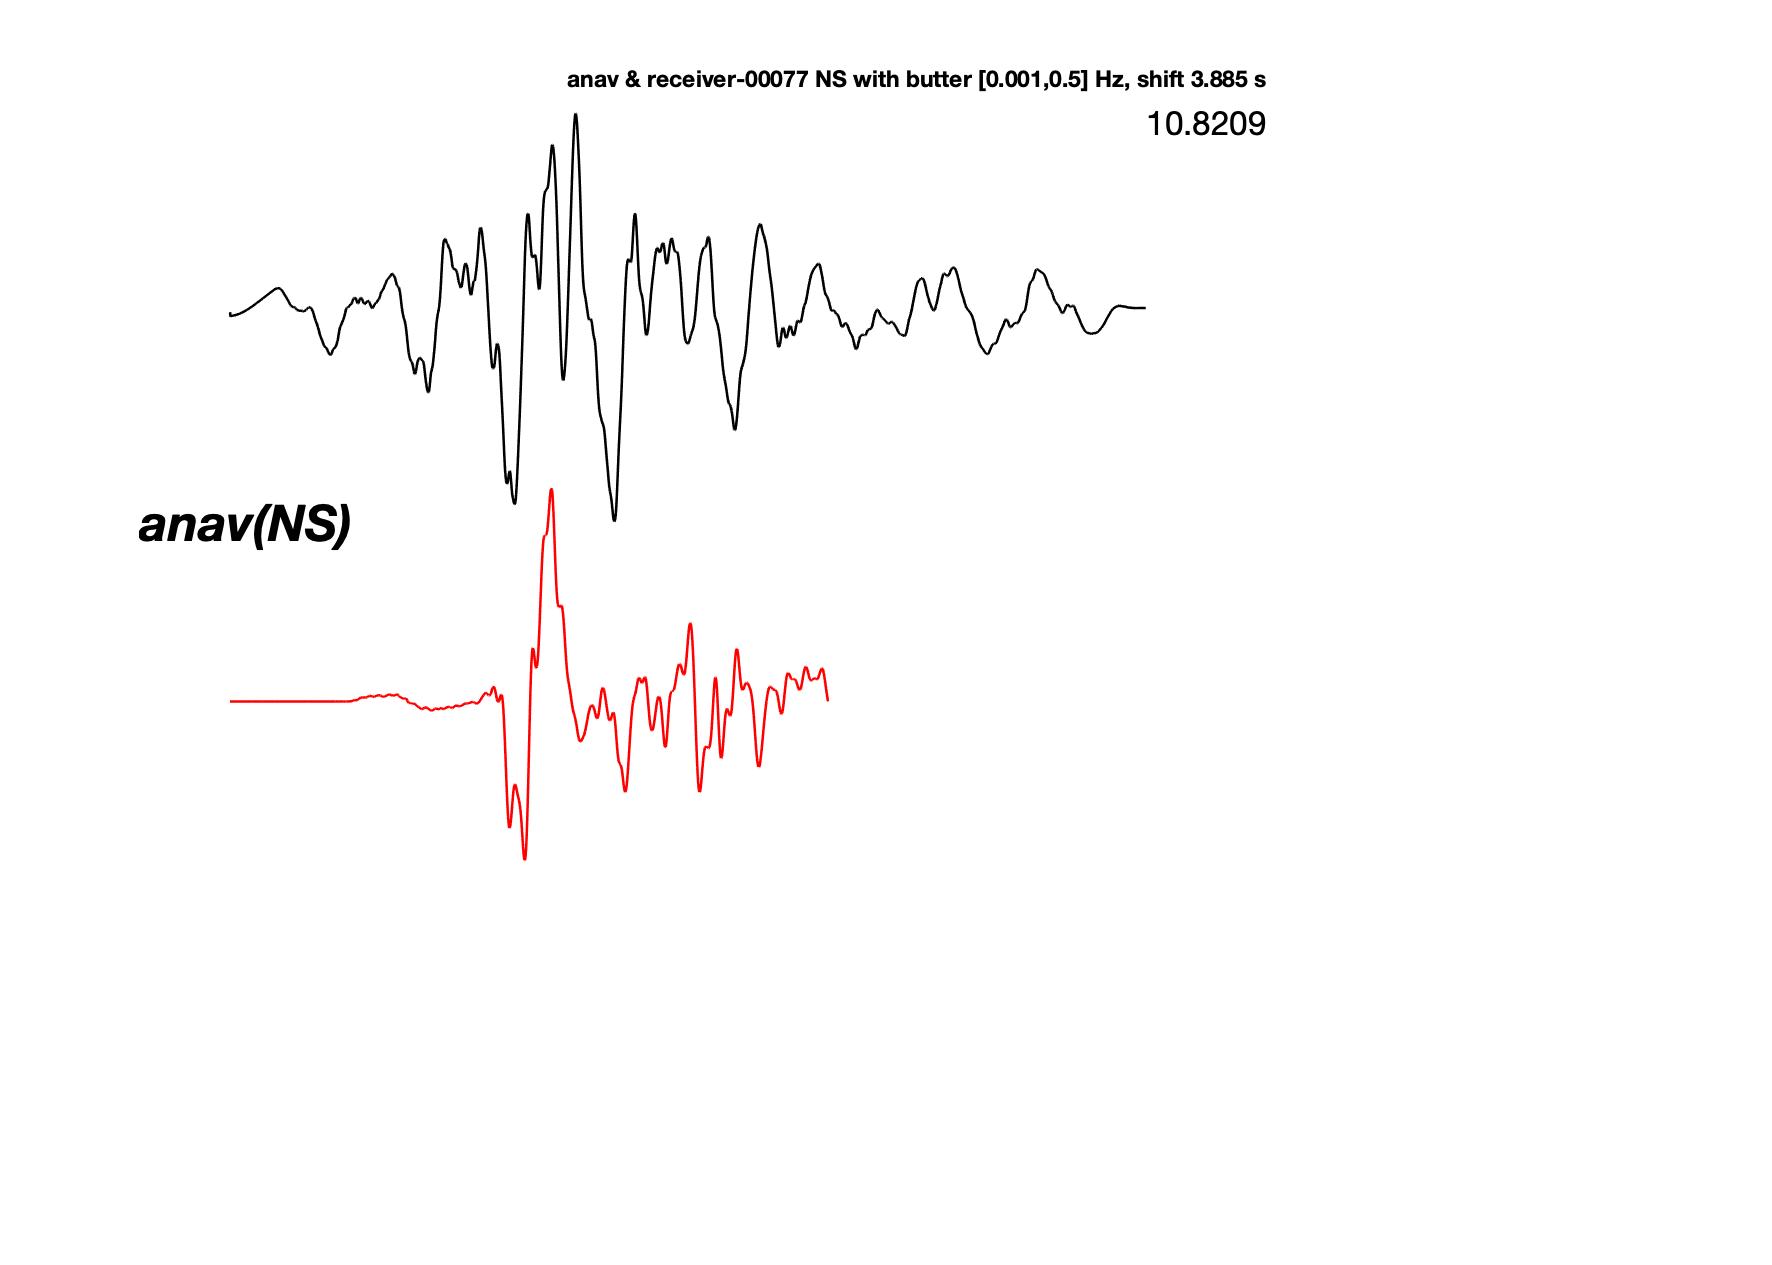 anav & receiver-00077 NS with butter [0.001,0.5] Hz, shift 3.885 s
10.8209
anav(NS)